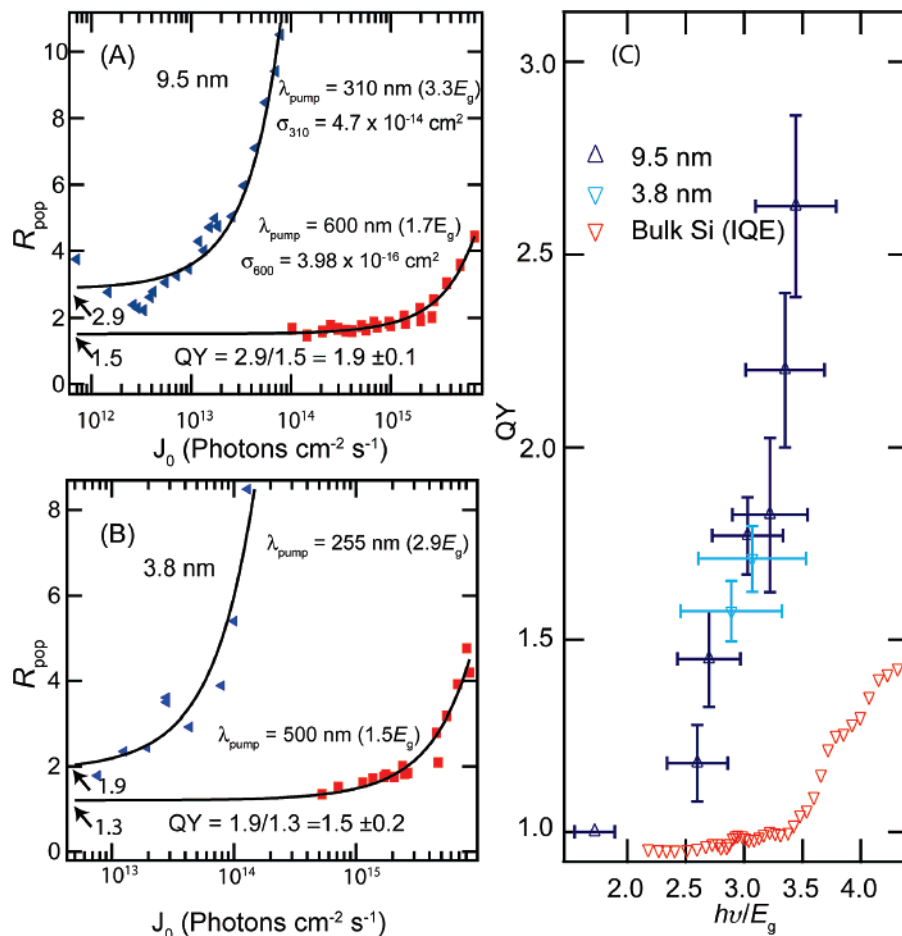 (A)
9.5 nm
λpump = 310 nm (3.3Eg)
σ310 = 4.7 x 10-14 cm2
λpump = 600 nm (1.7Eg)
σ600 = 3.98 x 10-16 cm2
2.9
1.5
QY = 2.9/1.5 = 1.9 ±0.1
Rpop
10
8
6
4
2
0
1012
1013
1014
1015
J0 (Photons cm-2 s-1)
(B)
3.8 nm
λpump = 255 nm (2.9Eg)
λpump = 500 nm (1.5Eg)
1.9
1.3
QY = 1.9/1.3 =1.5 ±0.2
Rpop
8
6
4
2
0
1013
1014
1015
J0 (Photons cm-2 s-1)
(C)
9.5 nm
3.8 nm
Bulk Si (IQE)
QY
3.0
2.5
2.0
1.5
1.0
2.0 2.5 3.0 3.5 4.0
hυ/Eg